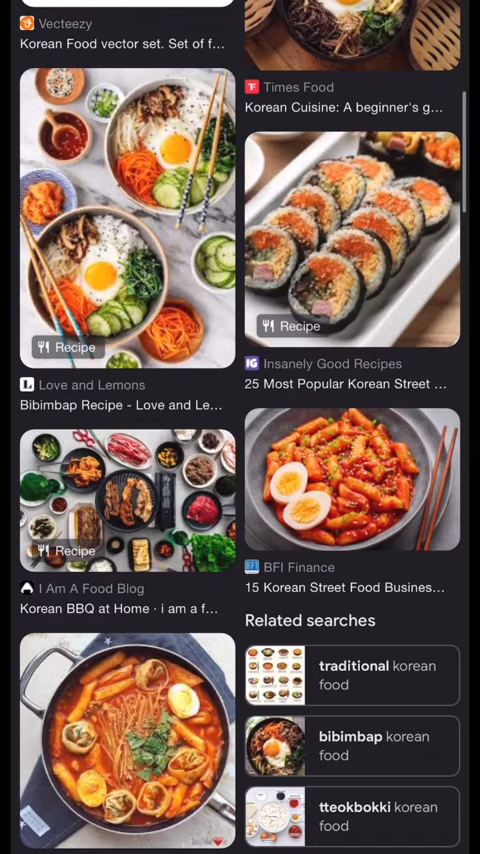 Vecteezy
Korean Food vector set. Set of f...
Times Food
Korean Cuisine: A beginner's g...
Recipe
L Love and Lemons
Bibimbap Recipe - Love and Le...
Recipe
IG Insanely Good Recipes
25 Most Popular Korean Street ...
Recipe
I Am A Food Blog
Korean BBQ at Home · i am a f...
BFI BFI Finance
15 Korean Street Food Busines...
Related searches
traditional korean
food
bibimbap korean
food
tteokbokki korean
food